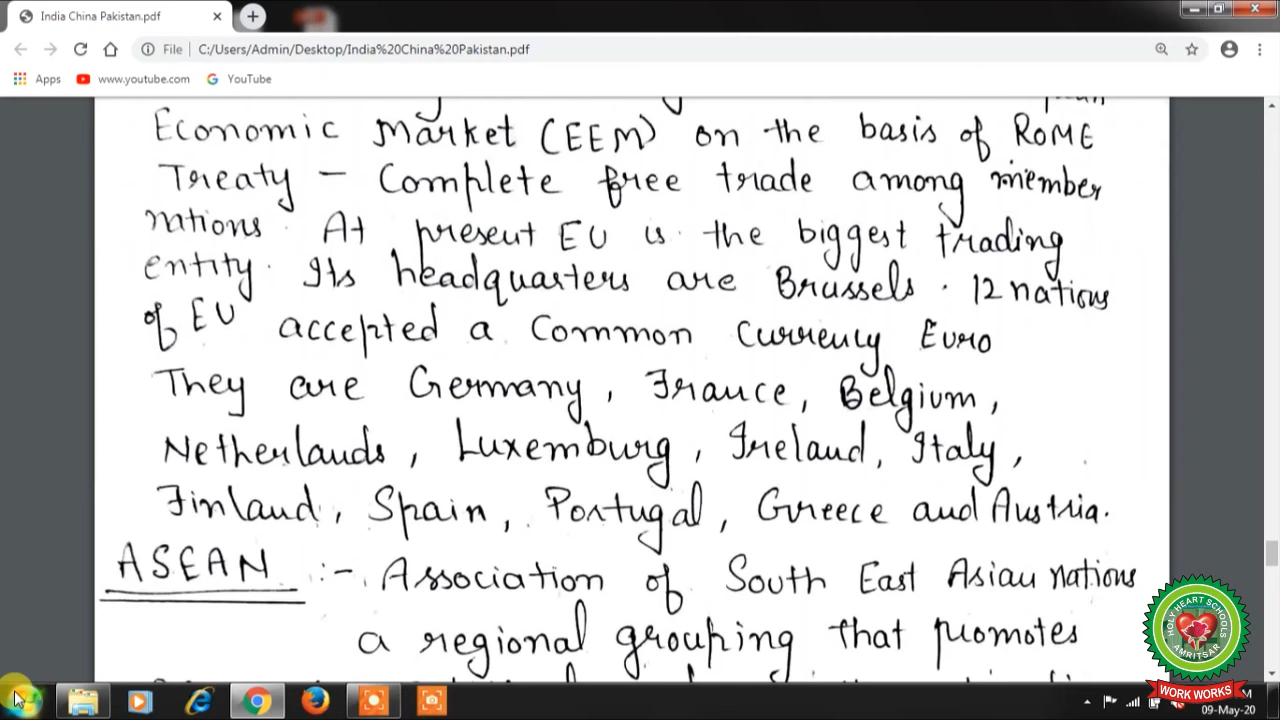 India China Pakistan.pdf
File C:/Users/Admin/Desktop/India%20China%20Pakistan.pdf
Apps www.youtube.com YouTube
Economic Market (EEM) on the basis of ROME
Treaty - Complete free trade among member
nations. At present EU is the biggest trading
entity. Its headquarters are Brussels. 12 nations
of EU accepted a Common Currency Euro
They are Germany, France, Belgium,
Netherlands, Luxemburg, Ireland, Italy,
Finland, Spain, Portugal, Greece and Austria.
ASEAN :- Association of South East Asian nations
a regional grouping that promotes
HOLY HEART SCHOOLS
AMRITSAR
WORK WORKS
09-May-20